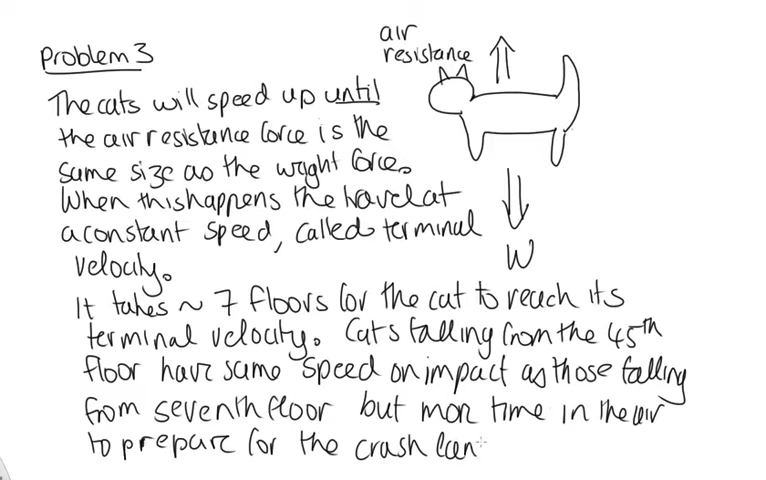 Problem 3
air
resistance
The cats will speed up until
the air resistance force is the
same size as the wright force.
When this happens the travel at
a constant speed, called terminal
velocity.
W
It takes ~ 7 floors for the cat to reach its
terminal velocity. Cats falling from the 45th
floor have same speed on impact as those falling
from seventh floor but more time in the air
to prepare for the crash lan